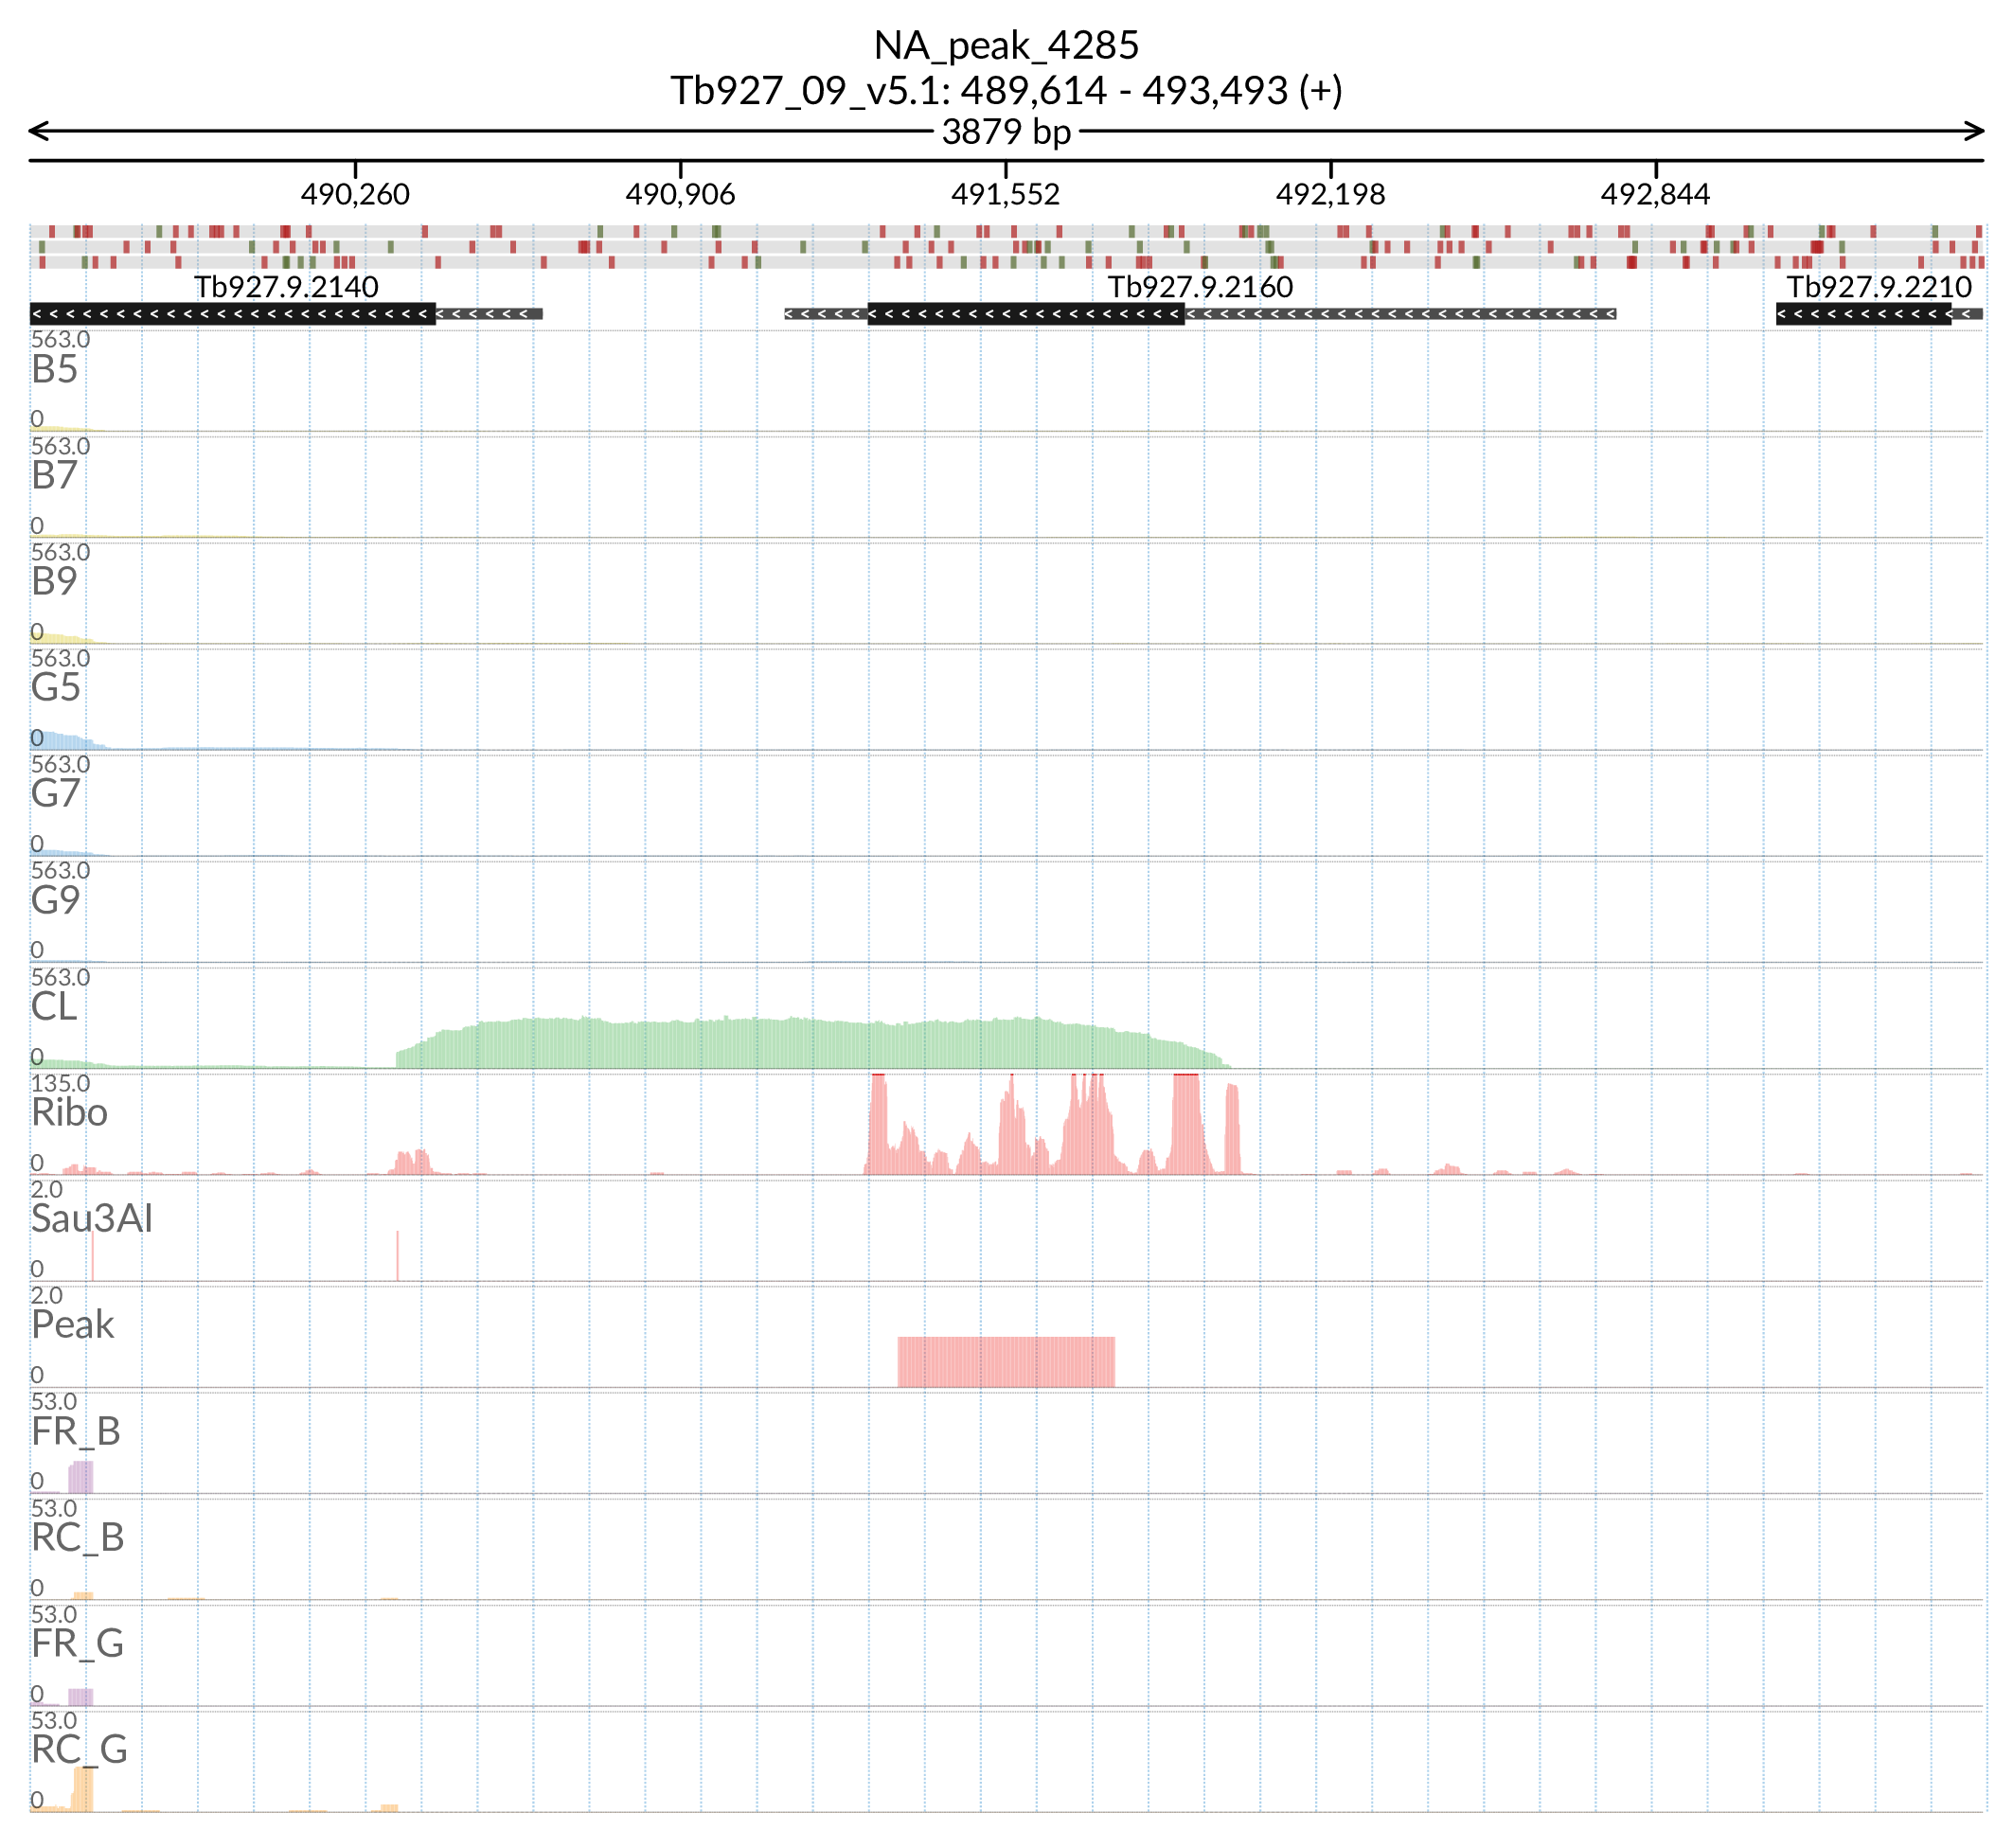 NA_peak_4285
Tb927_09_v5.1: 489,614 - 493,493 (+)
3879 bp
490,260 490,906 491,552 492,198 492,844
Tb927.9.2140 Tb927.9.2160 Tb927.9.2210
563.0
B5
0
563.0
B7
0
563.0
B9
0
563.0
G5
0
563.0
G7
0
563.0
G9
0
563.0
CL
0
135.0
Ribo
0
2.0
Sau3AI
0
2.0
Peak
0
53.0
FR_B
0
53.0
RC_B
0
53.0
FR_G
0
53.0
RC_G
0